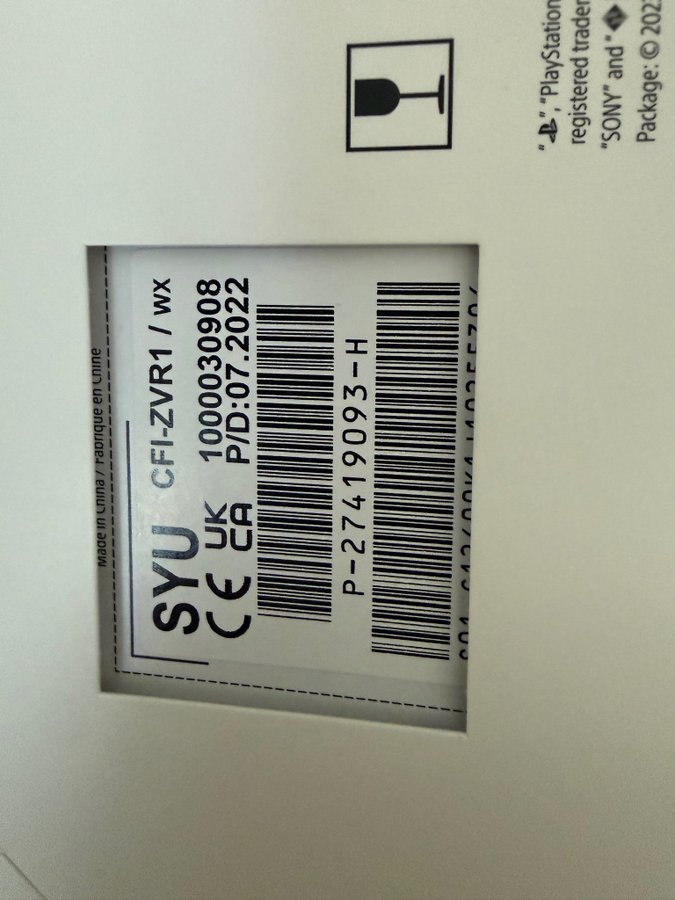 ", "PlayStation
registered trader
"SONY" and "
Package: © 202
Made in China / Fabriqué en Chine
SYU CFI-ZVR1 / WX
CE UK CA 1000030908
P/D:07.2022
P-27419093-H